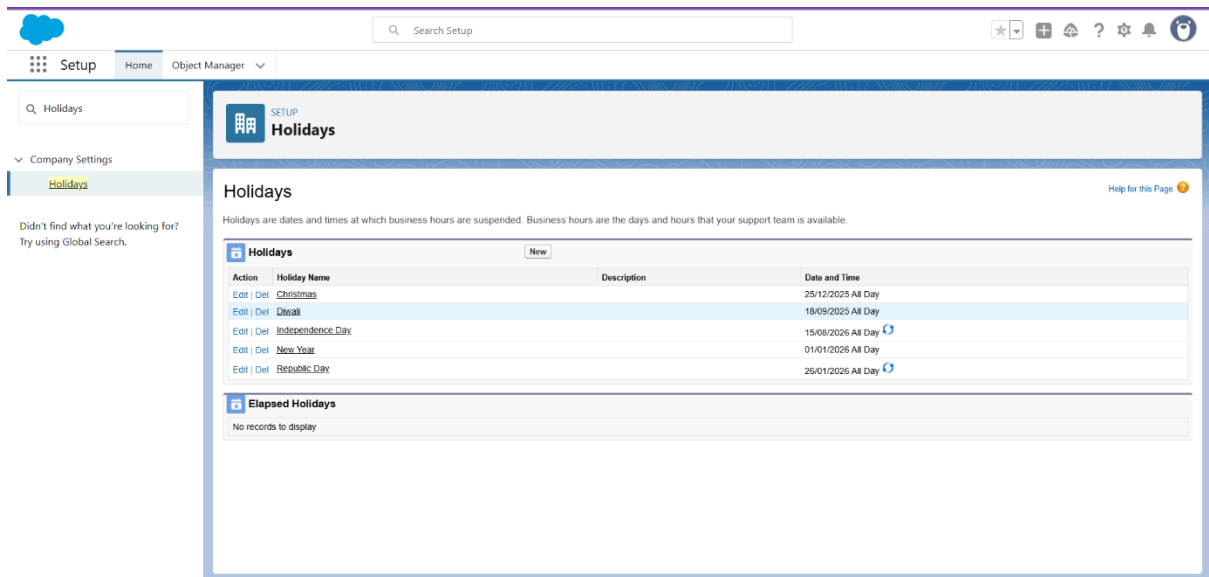 Search Setup
Setup Home Object Manager
Holidays
SETUP
Holidays
Company Settings
Holidays
Didn't find what you're looking for?
Try using Global Search.
Holidays
Help for this Page
Holidays are dates and times at which business hours are suspended. Business hours are the days and hours that your support team is available.
Holidays New
Action Holiday Name Description Date and Time
Edit | Del Christmas 25/12/2025 All Day
Edit | Del Diwali 18/09/2025 All Day
Edit | Del Independence Day 15/08/2026 All Day
Edit | Del New Year 01/01/2026 All Day
Edit | Del Republic Day 26/01/2026 All Day
Elapsed Holidays
No records to display